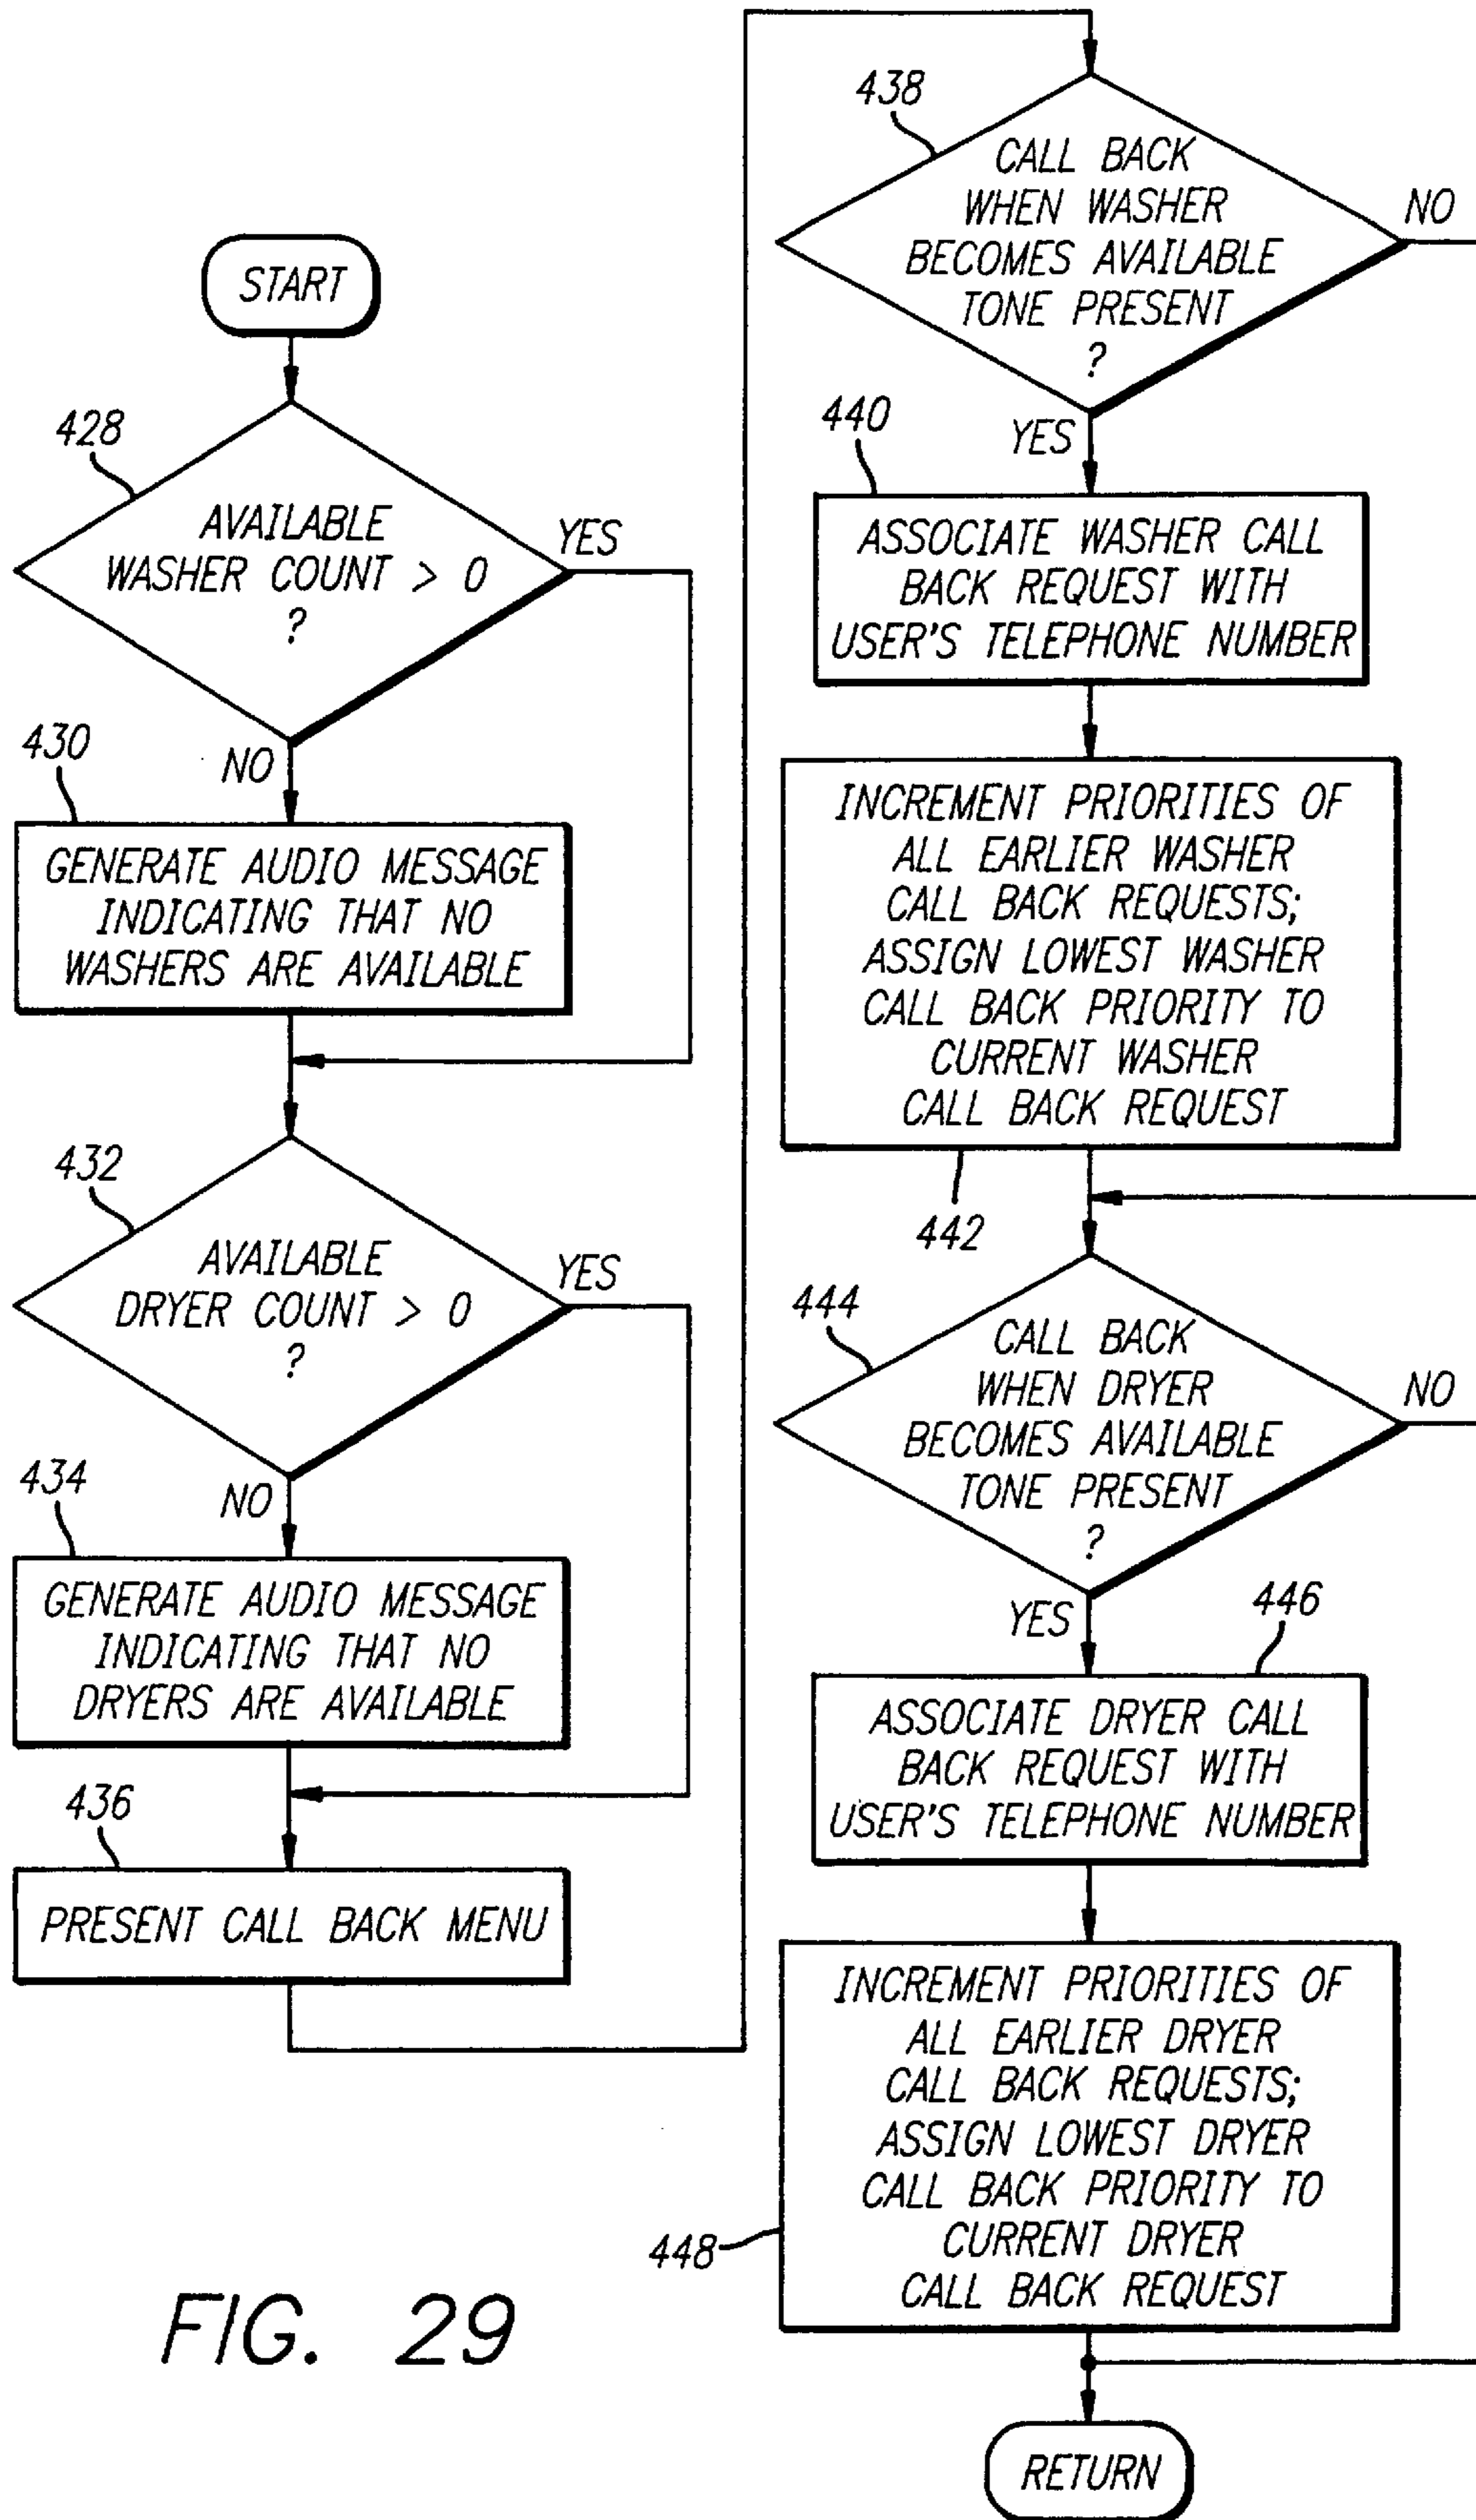 START
428
AVAILABLE
WASHER COUNT > 0
?
YES
NO
430
GENERATE AUDIO MESSAGE
INDICATING THAT NO
WASHERS ARE AVAILABLE
432
AVAILABLE
DRYER COUNT > 0
?
YES
NO
434
GENERATE AUDIO MESSAGE
INDICATING THAT NO
DRYERS ARE AVAILABLE
436
PRESENT CALL BACK MENU
438
CALL BACK
WHEN WASHER
BECOMES AVAILABLE
TONE PRESENT
?
NO
YES
440
ASSOCIATE WASHER CALL
BACK REQUEST WITH
USER'S TELEPHONE NUMBER
INCREMENT PRIORITIES OF
ALL EARLIER WASHER
CALL BACK REQUESTS;
ASSIGN LOWEST WASHER
CALL BACK PRIORITY TO
CURRENT WASHER
CALL BACK REQUEST
442
444
CALL BACK
WHEN DRYER
BECOMES AVAILABLE
TONE PRESENT
?
NO
YES
446
ASSOCIATE DRYER CALL
BACK REQUEST WITH
USER'S TELEPHONE NUMBER
INCREMENT PRIORITIES OF
ALL EARLIER DRYER
CALL BACK REQUESTS;
ASSIGN LOWEST DRYER
CALL BACK PRIORITY TO
CURRENT DRYER
CALL BACK REQUEST
448
RETURN
FIG. 29